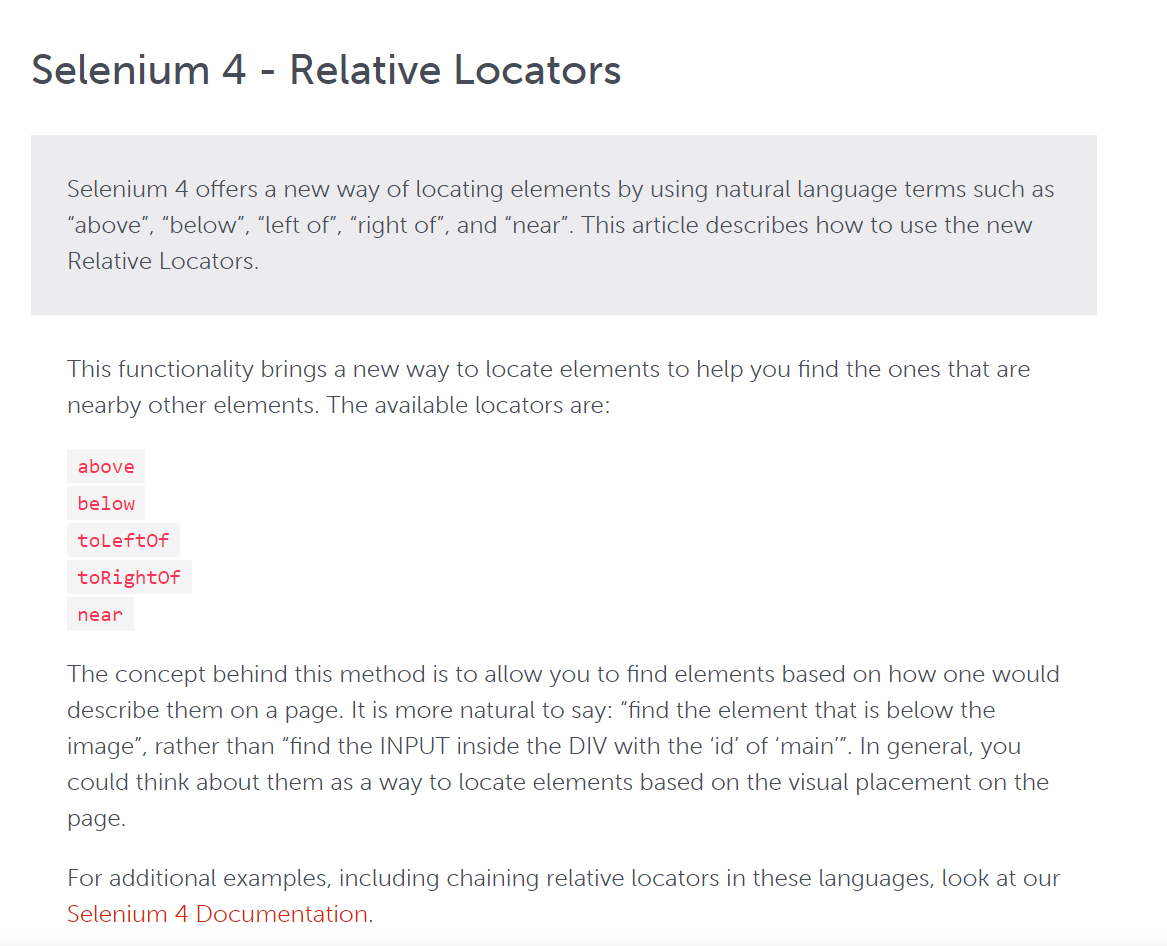 Selenium 4 - Relative Locators
Selenium 4 offers a new way of locating elements by using natural language terms such as
“above”, “below”, “left of”, “right of”, and “near”. This article describes how to use the new
Relative Locators.
This functionality brings a new way to locate elements to help you find the ones that are
nearby other elements. The available locators are:
above
below
toLeftOf
toRightOf
near
The concept behind this method is to allow you to find elements based on how one would
describe them on a page. It is more natural to say: “find the element that is below the
image”, rather than “find the INPUT inside the DIV with the ‘id’ of ‘main’”. In general, you
could think about them as a way to locate elements based on the visual placement on the
page.
For additional examples, including chaining relative locators in these languages, look at our
Selenium 4 Documentation.